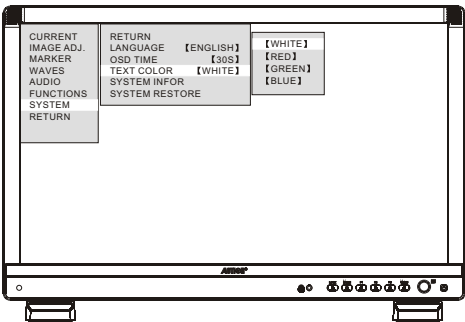 CURRENT
IMAGE ADJ.
MARKER
WAVES
AUDIO
FUNCTIONS
SYSTEM
RETURN
RETURN
LANGUAGE 【ENGLISH】
OSD TIME 【30S】
TEXT COLOR 【WHITE】
SYSTEM INFOR
SYSTEM RESTORE
【WHITE】
【RED】
【GREEN】
【BLUE】